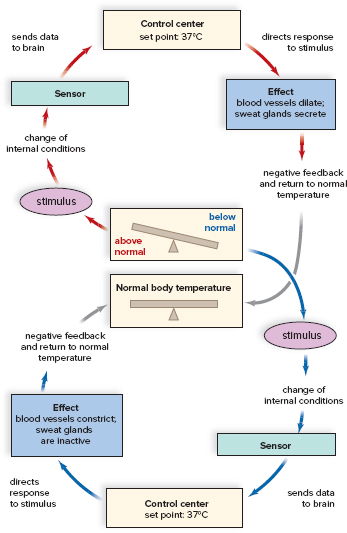 Control center
set point: 37°C
sends data
to brain
directs response
to stimulus
Sensor
Effect
blood vessels dilate;
sweat glands secrete
change of
internal conditions
negative feedback
and return to normal
temperature
stimulus
below
normal
above
normal
Normal body temperature
stimulus
negative feedback
and return to normal
temperature
change of
internal conditions
Effect
blood vessels constrict;
sweat glands
are inactive
Sensor
directs
response
to stimulus
Control center
set point: 37°C
sends data
to brain